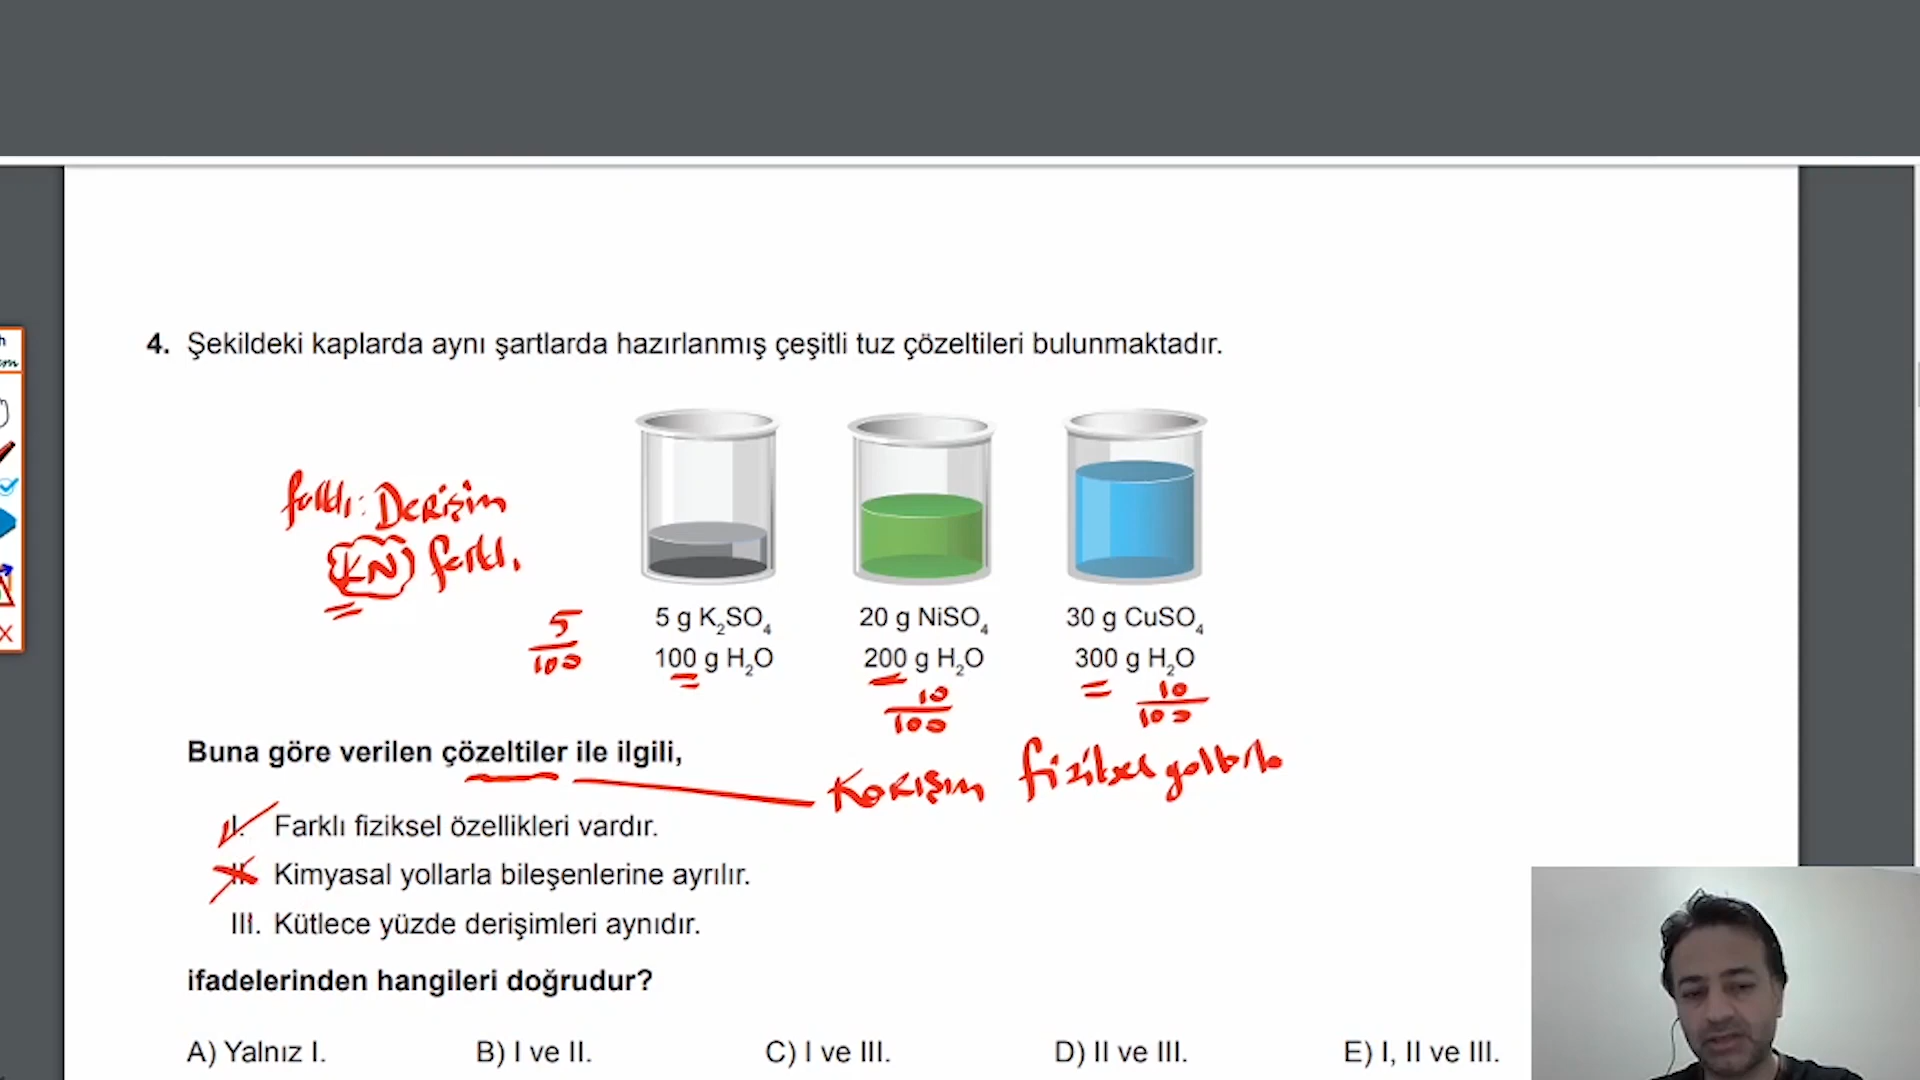 4. Şekildeki kaplarda aynı şartlarda hazırlanmış çeşitli tuz çözeltileri bulunmaktadır.
farklı: Derişim
KN farklı
5/100
5 g K₂SO₄
100 g H₂O
20 g NiSO₄
200 g H₂O
10/100
30 g CuSO₄
300 g H₂O
10/100
Buna göre verilen çözeltiler ile ilgili,
Karışım fiziksel yollarla
I. Farklı fiziksel özellikleri vardır.
II. Kimyasal yollarla bileşenlerine ayrılır.
III. Kütlece yüzde derişimleri aynıdır.
ifadelerinden hangileri doğrudur?
A) Yalnız I. B) I ve II. C) I ve III. D) II ve III. E) I, II ve III.